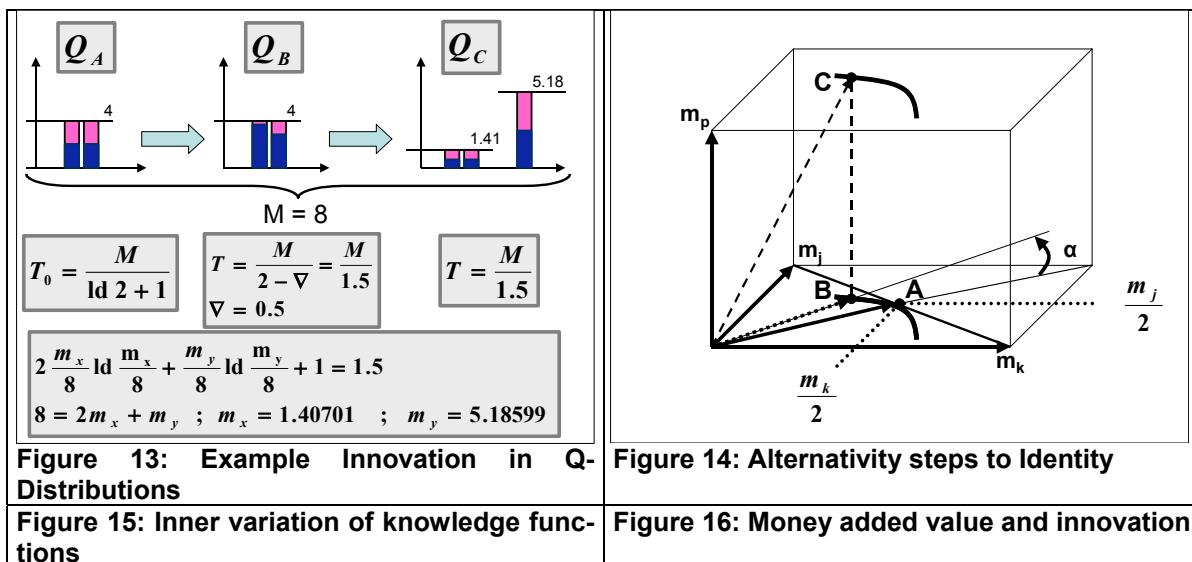 Q_A
Q_B
Q_C
4
4
1.41
5.18
M = 8
T_0 = M / (ld 2 + 1)
T = M / (2 − ∇) = M / 1.5
∇ = 0.5
T = M / 1.5
2 m_x/8 ld m_x/8 + m_y/8 ld m_y/8 + 1 = 1.5
8 = 2m_x + m_y ; m_x = 1.40701 ; m_y = 5.18599
Figure 13: Example Innovation in Q-
Distributions
C
m_p
m_j
α
B
A
m_j / 2
m_k
m_k / 2
Figure 14: Alternativity steps to Identity
Figure 15: Inner variation of knowledge func-
tions
Figure 16: Money added value and innovation